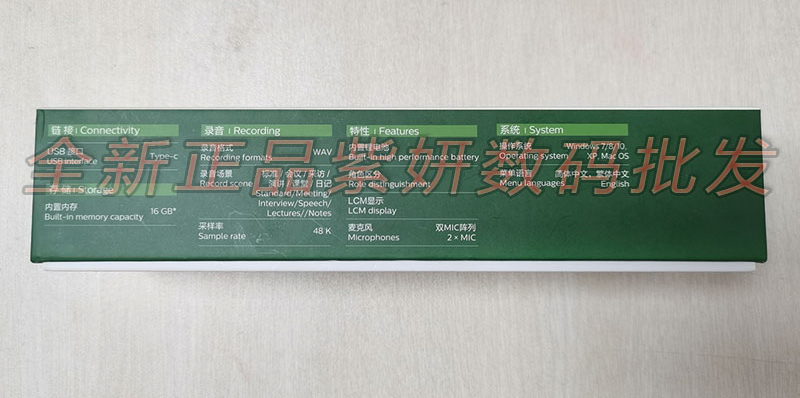 链接 | Connectivity
USB 接口
USB interface
Type-c
存储 | Storage
内置内存
Built-in memory capacity
16 GB*
录音 | Recording
录音格式
Recording formats
WAV
录音场景
Record scene
标准 / 会议 / 采访 /
演讲 / 课堂 / 日记
Standard/Meeting/
Interview/Speech/
Lectures//Notes
采样率
Sample rate
48 K
特性 | Features
内置锂电池
Built-in high performance battery
角色区分
Role distinguishment
LCM显示
LCM display
麦克风
Microphones
双MIC阵列
2 × MIC
系统 | System
操作系统
Operating system
Windows 7/8/10,
XP, Mac OS
菜单语言
Menu languages
简体中文、繁体中文
English
全新正品紫妍数码批发